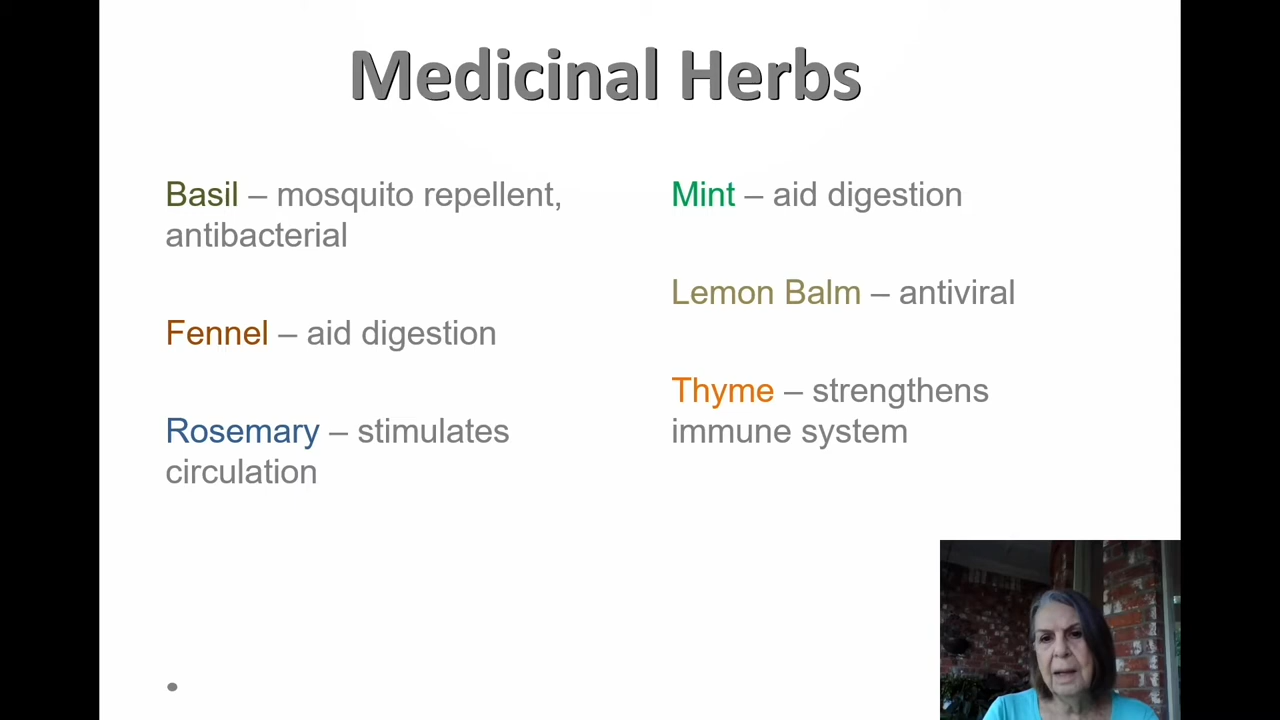 Medicinal Herbs
Basil – mosquito repellent,
antibacterial
Fennel – aid digestion
Rosemary – stimulates
circulation
Mint – aid digestion
Lemon Balm – antiviral
Thyme – strengthens
immune system